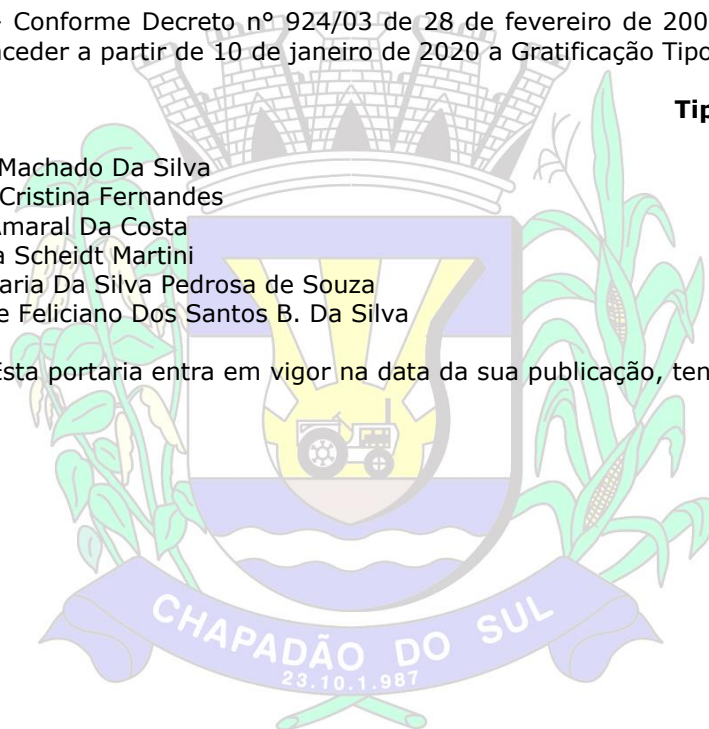 - Conforme Decreto nº 924/03 de 28 de fevereiro de 200
ceder a partir de 10 de janeiro de 2020 a Gratificação Tipo
Tip
Machado Da Silva
Cristina Fernandes
Amaral Da Costa
a Scheidt Martini
aria Da Silva Pedrosa de Souza
e Feliciano Dos Santos B. Da Silva
Esta portaria entra em vigor na data da sua publicação, ten
CHAPADÃO DO SUL
23.10.1.987